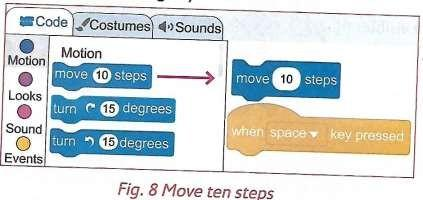 Code Costumes Sounds
Motion
Motion
Looks
Sound
Events
move 10 steps
turn 15 degrees
turn 15 degrees
move 10 steps
when space key pressed
Fig. 8 Move ten steps